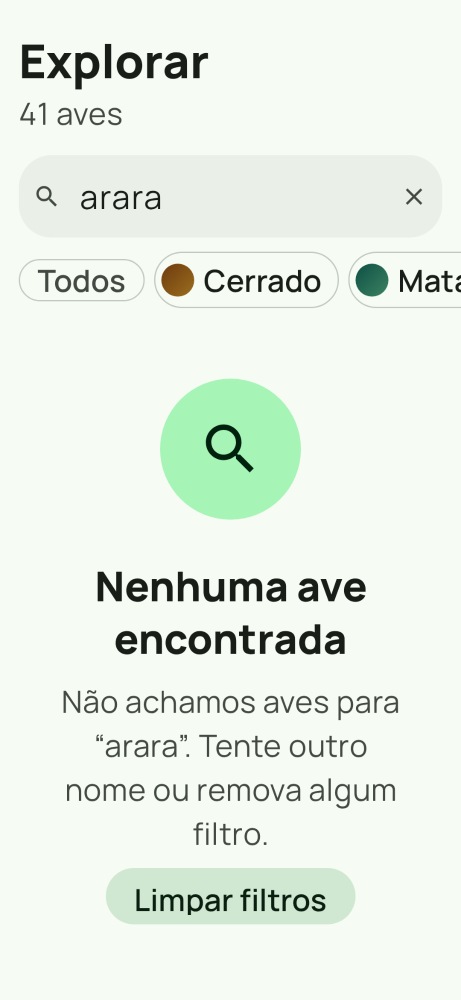 Explorar
41 aves
arara
Todos
Cerrado
Mata
Nenhuma ave
encontrada
Não achamos aves para
“arara”. Tente outro
nome ou remova algum
filtro.
Limpar filtros